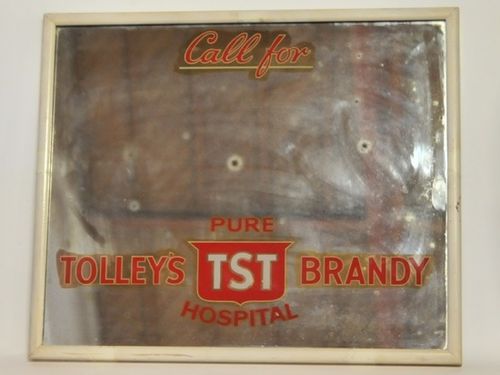 Call for
PURE
TOLLEY'S TST BRANDY
HOSPITAL